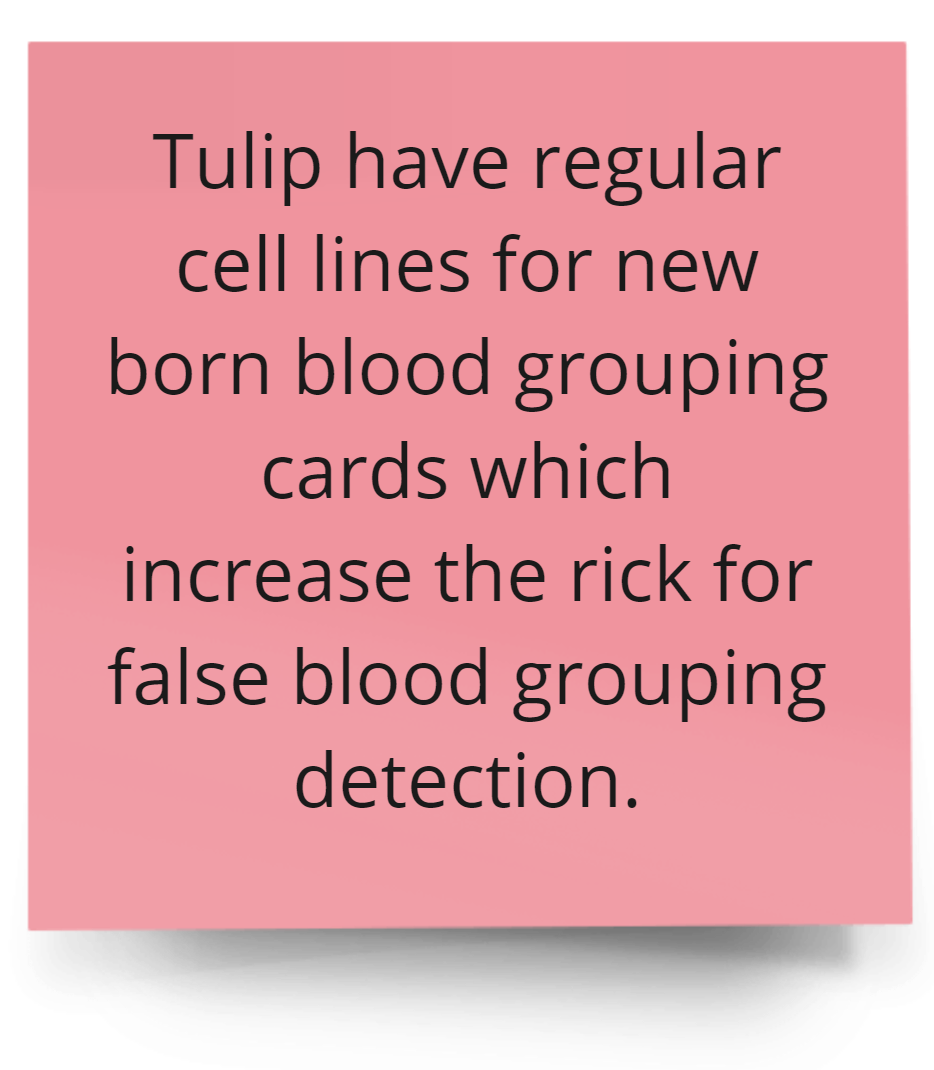 Tulip have regular
cell lines for new
born blood grouping
cards which
increase the rick for
false blood grouping
detection.